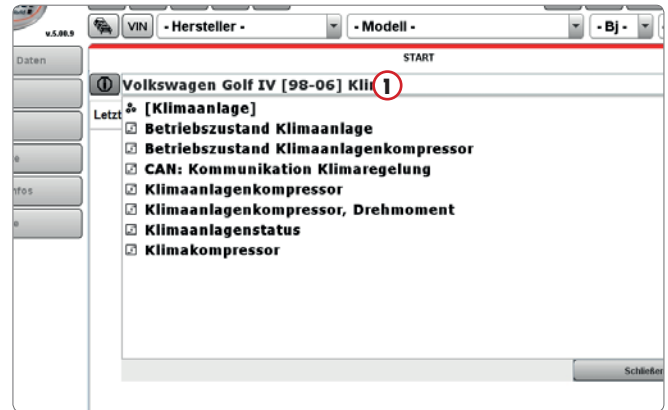 v.5.00.9
VIN - Hersteller - - Modell - - Bj -
Daten
START
Volkswagen Golf IV [98-06] Kli 1
Letzt
[Klimaanlage]
Betriebszustand Klimaanlage
Betriebszustand Klimaanlagenkompressor
CAN: Kommunikation Klimaregelung
Klimaanlagenkompressor
Klimaanlagenkompressor, Drehmoment
Klimaanlagenstatus
Klimakompressor
e
nfos
e
Schließen